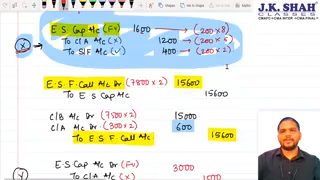 J.K. SHAH
CLASSES
E.S. Cap A/c (FV) 1600 → (200 x 8)
(X) → To C/A A/c (X) 1200 → (200 x 6)
To S/F A/c (V) 400 → (200 x 2)
E.S.F. Call A/c Dr (7800 x 2) 15600
To E.S. Cap A/c 15600
C/B A/c Dr (7500 x 2) 15000
C/A A/c Dr (300 x 2) 600
To E.S.F. Call A/c 15600
(Y) E.S. Cap A/c Dr (FV) 3000
To C/A A/c (X)